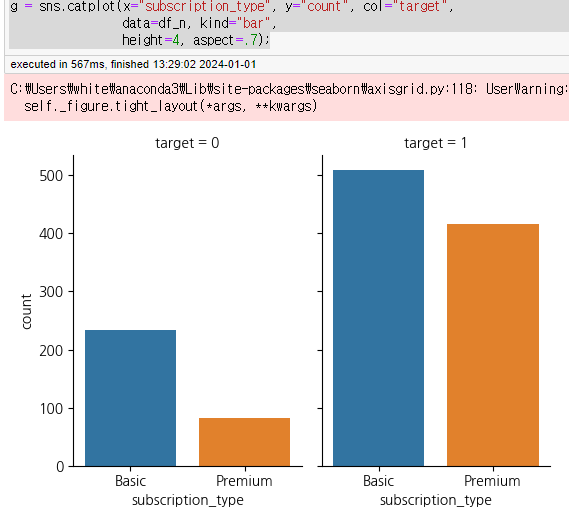 g = sns.catplot(x="subscription_type", y="count", col="target",
data=df_n, kind="bar",
height=4, aspect=.7);
executed in 567ms, finished 13:29:02 2024-01-01
C:₩Users₩white₩anaconda3₩Lib₩site-packages₩seaborn₩axisgrid.py:118: UserWarning:
self._figure.tight_layout(*args, **kwargs)
target = 0
target = 1
500
400
300
200
100
0
count
Basic Premium
Basic Premium
subscription_type
subscription_type